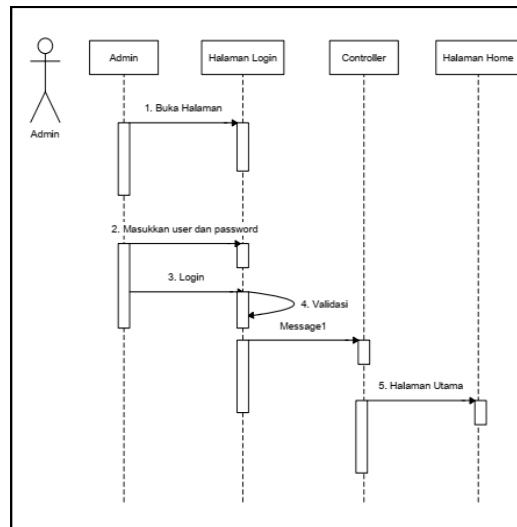 Admin
Halaman Login
Controller
Halaman Home
Admin
1. Buka Halaman
2. Masukkan user dan password
3. Login
4. Validasi
Message1
5. Halaman Utama